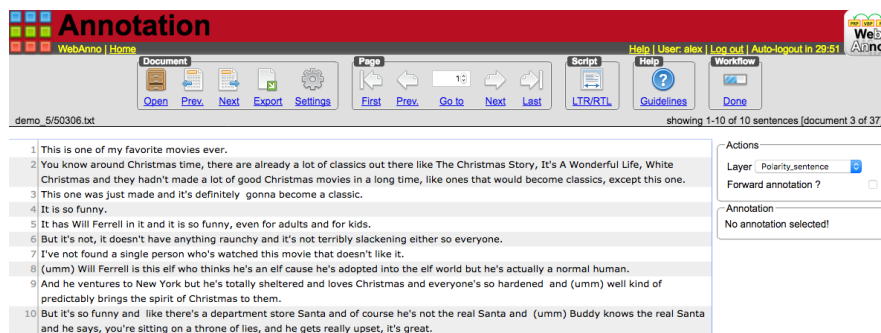 Annotation
WebAnno | Home
Help | User: alex | Log out | Auto-logout in 29:51
Document
Page
Script
Help
Workflow
Open Prev. Next Export Settings
First Prev. 1 Go to Next Last
LTR/RTL
Guidelines
Done
demo_5/50306.txt
showing 1-10 of 10 sentences [document 3 of 37
1 This is one of my favorite movies ever.
2 You know around Christmas time, there are already a lot of classics out there like The Christmas Story, It's A Wonderful Life, White
Christmas and they hadn't made a lot of good Christmas movies in a long time, like ones that would become classics, except this one.
3 This one was just made and it's definitely gonna become a classic.
4 It is so funny.
5 It has Will Ferrell in it and it is so funny, even for adults and for kids.
6 But it's not, it doesn't have anything raunchy and it's not terribly slackening either so everyone.
7 I've not found a single person who's watched this movie that doesn't like it.
8 (umm) Will Ferrell is this elf who thinks he's an elf cause he's adopted into the elf world but he's actually a normal human.
9 And he ventures to New York but he's totally sheltered and loves Christmas and everyone's so hardened and (umm) well kind of
predictably brings the spirit of Christmas to them.
10 But it's so funny and like there's a department store Santa and of course he's not the real Santa and (umm) Buddy knows the real Santa
and he says, you're sitting on a throne of lies, and he gets really upset, it's great.
Actions
Layer Polarity_sentence
Forward annotation ?
Annotation
No annotation selected!